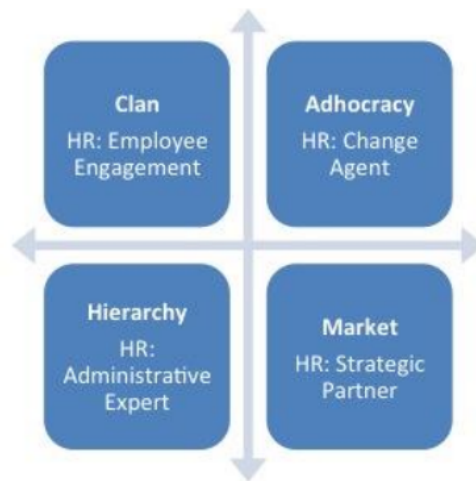 Clan
HR: Employee
Engagement
Adhocracy
HR: Change
Agent
Hierarchy
HR:
Administrative
Expert
Market
HR: Strategic
Partner